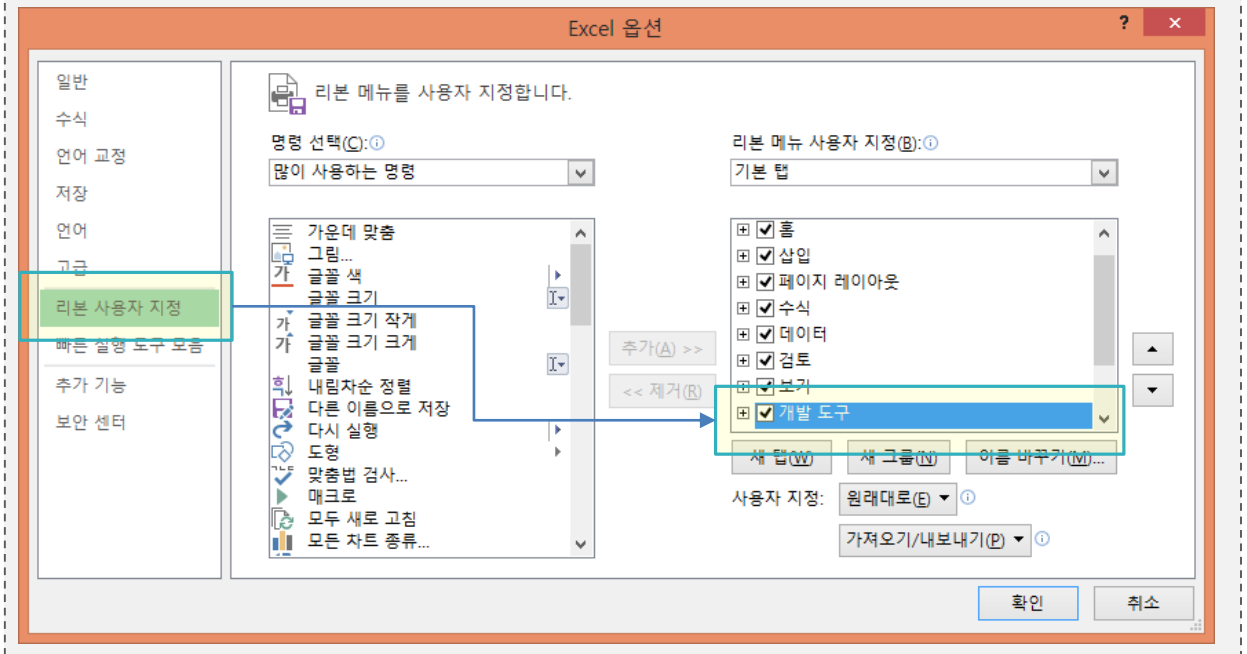 Excel 옵션
? ×
일반
수식
언어 교정
저장
언어
고급
리본 사용자 지정
빠른 실행 도구 모음
추가 기능
보안 센터
리본 메뉴를 사용자 지정합니다.
명령 선택(C):
많이 사용하는 명령
가운데 맞춤
그림...
가 글꼴 색
글꼴 크기
가 글꼴 크기 작게
가 글꼴 크기 크게
글꼴
내림차순 정렬
다른 이름으로 저장
다시 실행
도형
맞춤법 검사...
매크로
모두 새로 고침
모든 차트 종류...
추가(A) >>
<< 제거(R)
리본 메뉴 사용자 지정(B):
기본 탭
홈
삽입
페이지 레이아웃
수식
데이터
검토
보기
개발 도구
새 탭(W) 새 그룹(N) 이름 바꾸기(M)...
사용자 지정: 원래대로(E)
가져오기/내보내기(P)
확인 취소